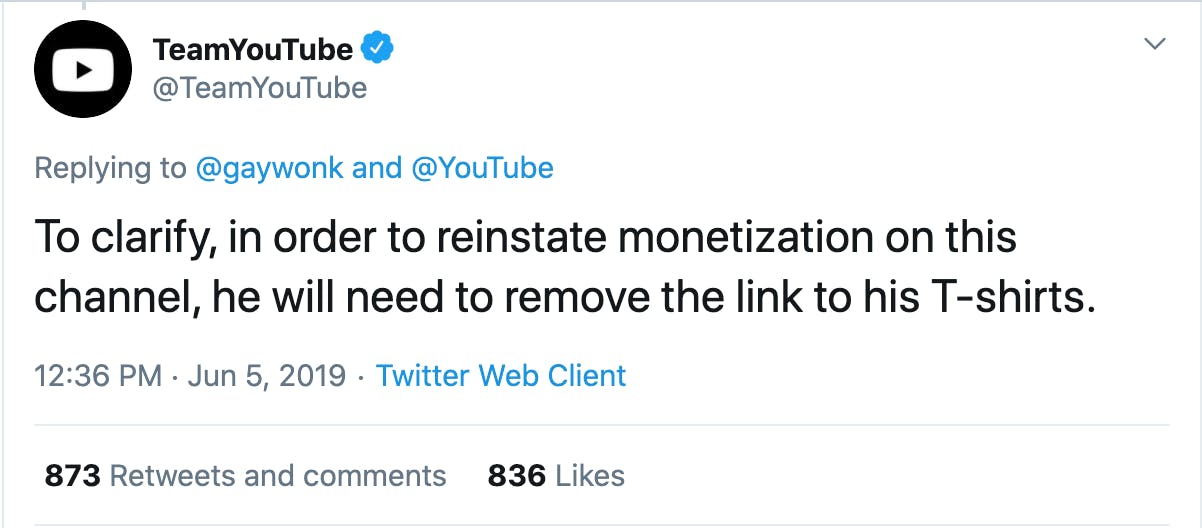 TeamYouTube
@TeamYouTube
Replying to @gaywonk and @YouTube
To clarify, in order to reinstate monetization on this
channel, he will need to remove the link to his T-shirts.
12:36 PM · Jun 5, 2019 · Twitter Web Client
873 Retweets and comments 836 Likes